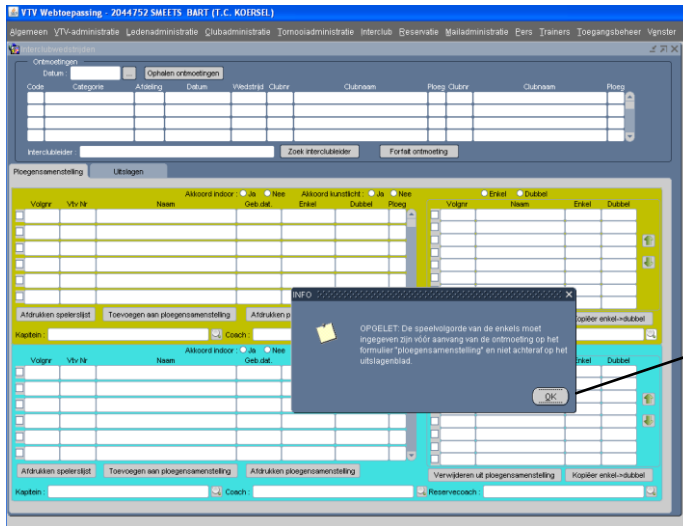 VTV Webtoepassing - 2044752 SMEETS BART (T.C. KOERSEL)
Algemeen VTV-administratie Ledenadministratie Clubadministratie Tornooiadministratie Interclub Reservatie Mailadministratie Pers Trainers Toegangsbeheer Venster
Interclubwedstrijden
Ontmoetingen
Datum : ... Ophalen ontmoetingen
Code Categorie Afdeling Datum Wedstrijd Clubnr Clubnaam Ploeg Clubnr Clubnaam Ploeg
Interclubleider : Zoek interclubleider Forfait ontmoeting
Ploegensamenstelling Uitslagen
Akkoord indoor : Ja Nee Akkoord kunstlicht : Ja Nee Enkel Dubbel
Volgnr Vtv Nr Naam Geb.dat. Enkel Dubbel Ploeg Volgnr Naam Enkel Dubbel
INFO
OPGELET: De speelvolgorde van de enkels moet
ingegeven zijn vóór aanvang van de ontmoeting op het
formulier "ploegensamenstelling" en niet achteraf op het
uitslagenblad.
OK
Afdrukken spelerslijst Toevoegen aan ploegensamenstelling Afdrukken p Kopiëer enkel->dubbel
Kapitein : Coach :
Akkoord indoor : Ja Nee
Volgnr Vtv Nr Naam Geb.dat. Enkel Dubbel
Afdrukken spelerslijst Toevoegen aan ploegensamenstelling Afdrukken ploegensamenstelling Verwijderen uit ploegensamenstelling Kopiëer enkel->dubbel
Kapitein : Coach : Reservecoach :